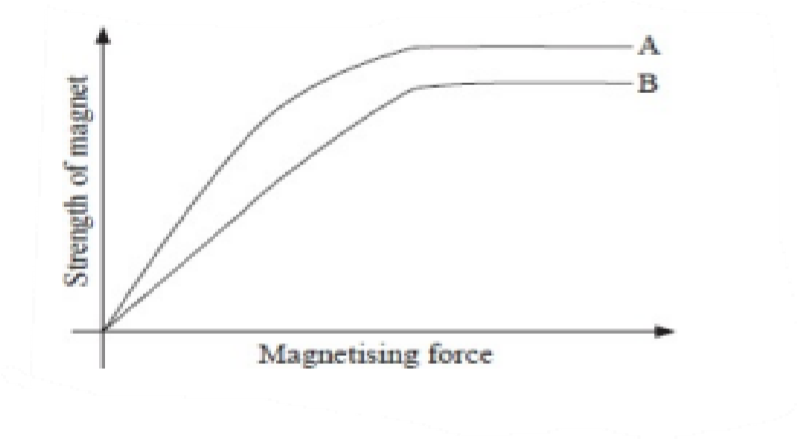 A
B
Strength of magnet
Magnetising force